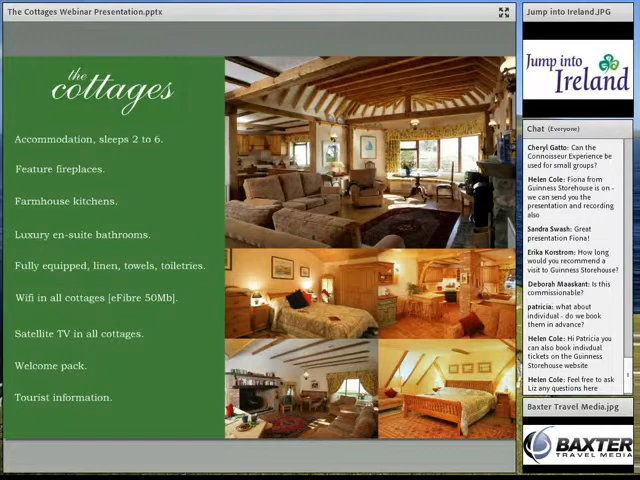 The Cottages Webinar Presentation.pptx
the
cottages
Accommodation, sleeps 2 to 6.
Feature fireplaces.
Farmhouse kitchens.
Luxury en-suite bathrooms.
Fully equipped, linen, towels, toiletries.
Wifi in all cottages [eFibre 50Mb].
Satellite TV in all cottages.
Welcome pack.
Tourist information.
Jump into Ireland.JPG
Jump into
Ireland
Chat (Everyone)
Cheryl Gatto: Can the
Connoisseur Experience be
used for small groups?
Helen Cole: Fiona from
Guinness Storehouse is on -
we can send you the
presentation and recording
also
Sandra Swash: Great
presentation Fiona!
Erika Korstrom: How long
would you recommend a
visit to Guinness Storehouse?
Deborah Maaskant: Is this
commissionable?
patricia: what about
individual - do we book
them in advance?
Helen Cole: Hi Patricia you
can also book indivdual
tickets on the Guinness
Storehouse website
Helen Cole: Feel free to ask
Liz any questions here
Baxter Travel Media.jpg
BAXTER
TRAVEL MEDIA